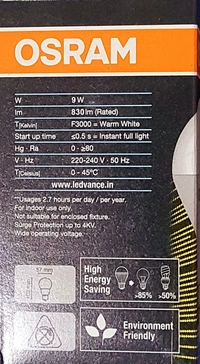 OSRAM
W 9 W
lm 830 lm (Rated)
T[Kelvin] F3000 = Warm White
Start up time ≤0.5 s = Instant full light
Hg · Ra 0 · ≥80
V · Hz 220-240 V · 50 Hz
T[Celsius] 0 - 45°C
www.ledvance.in
*Usages 2.7 hours per day / per year.
For indoor use only.
Not suitable for enclosed fixture.
Surge Protection up to 4KV.
Wide operating voltage.
57 mm
High
Energy
Saving
>85% >50%
Environment
Friendly